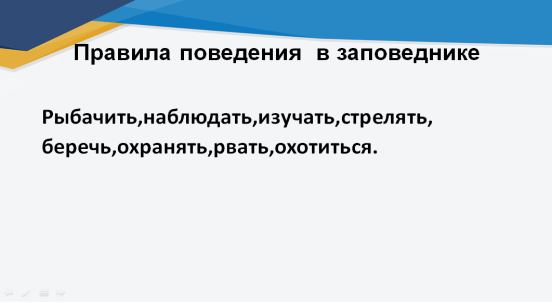 Правила поведения в заповеднике
Рыбачить,наблюдать,изучать,стрелять,
беречь,охранять,рвать,охотиться.